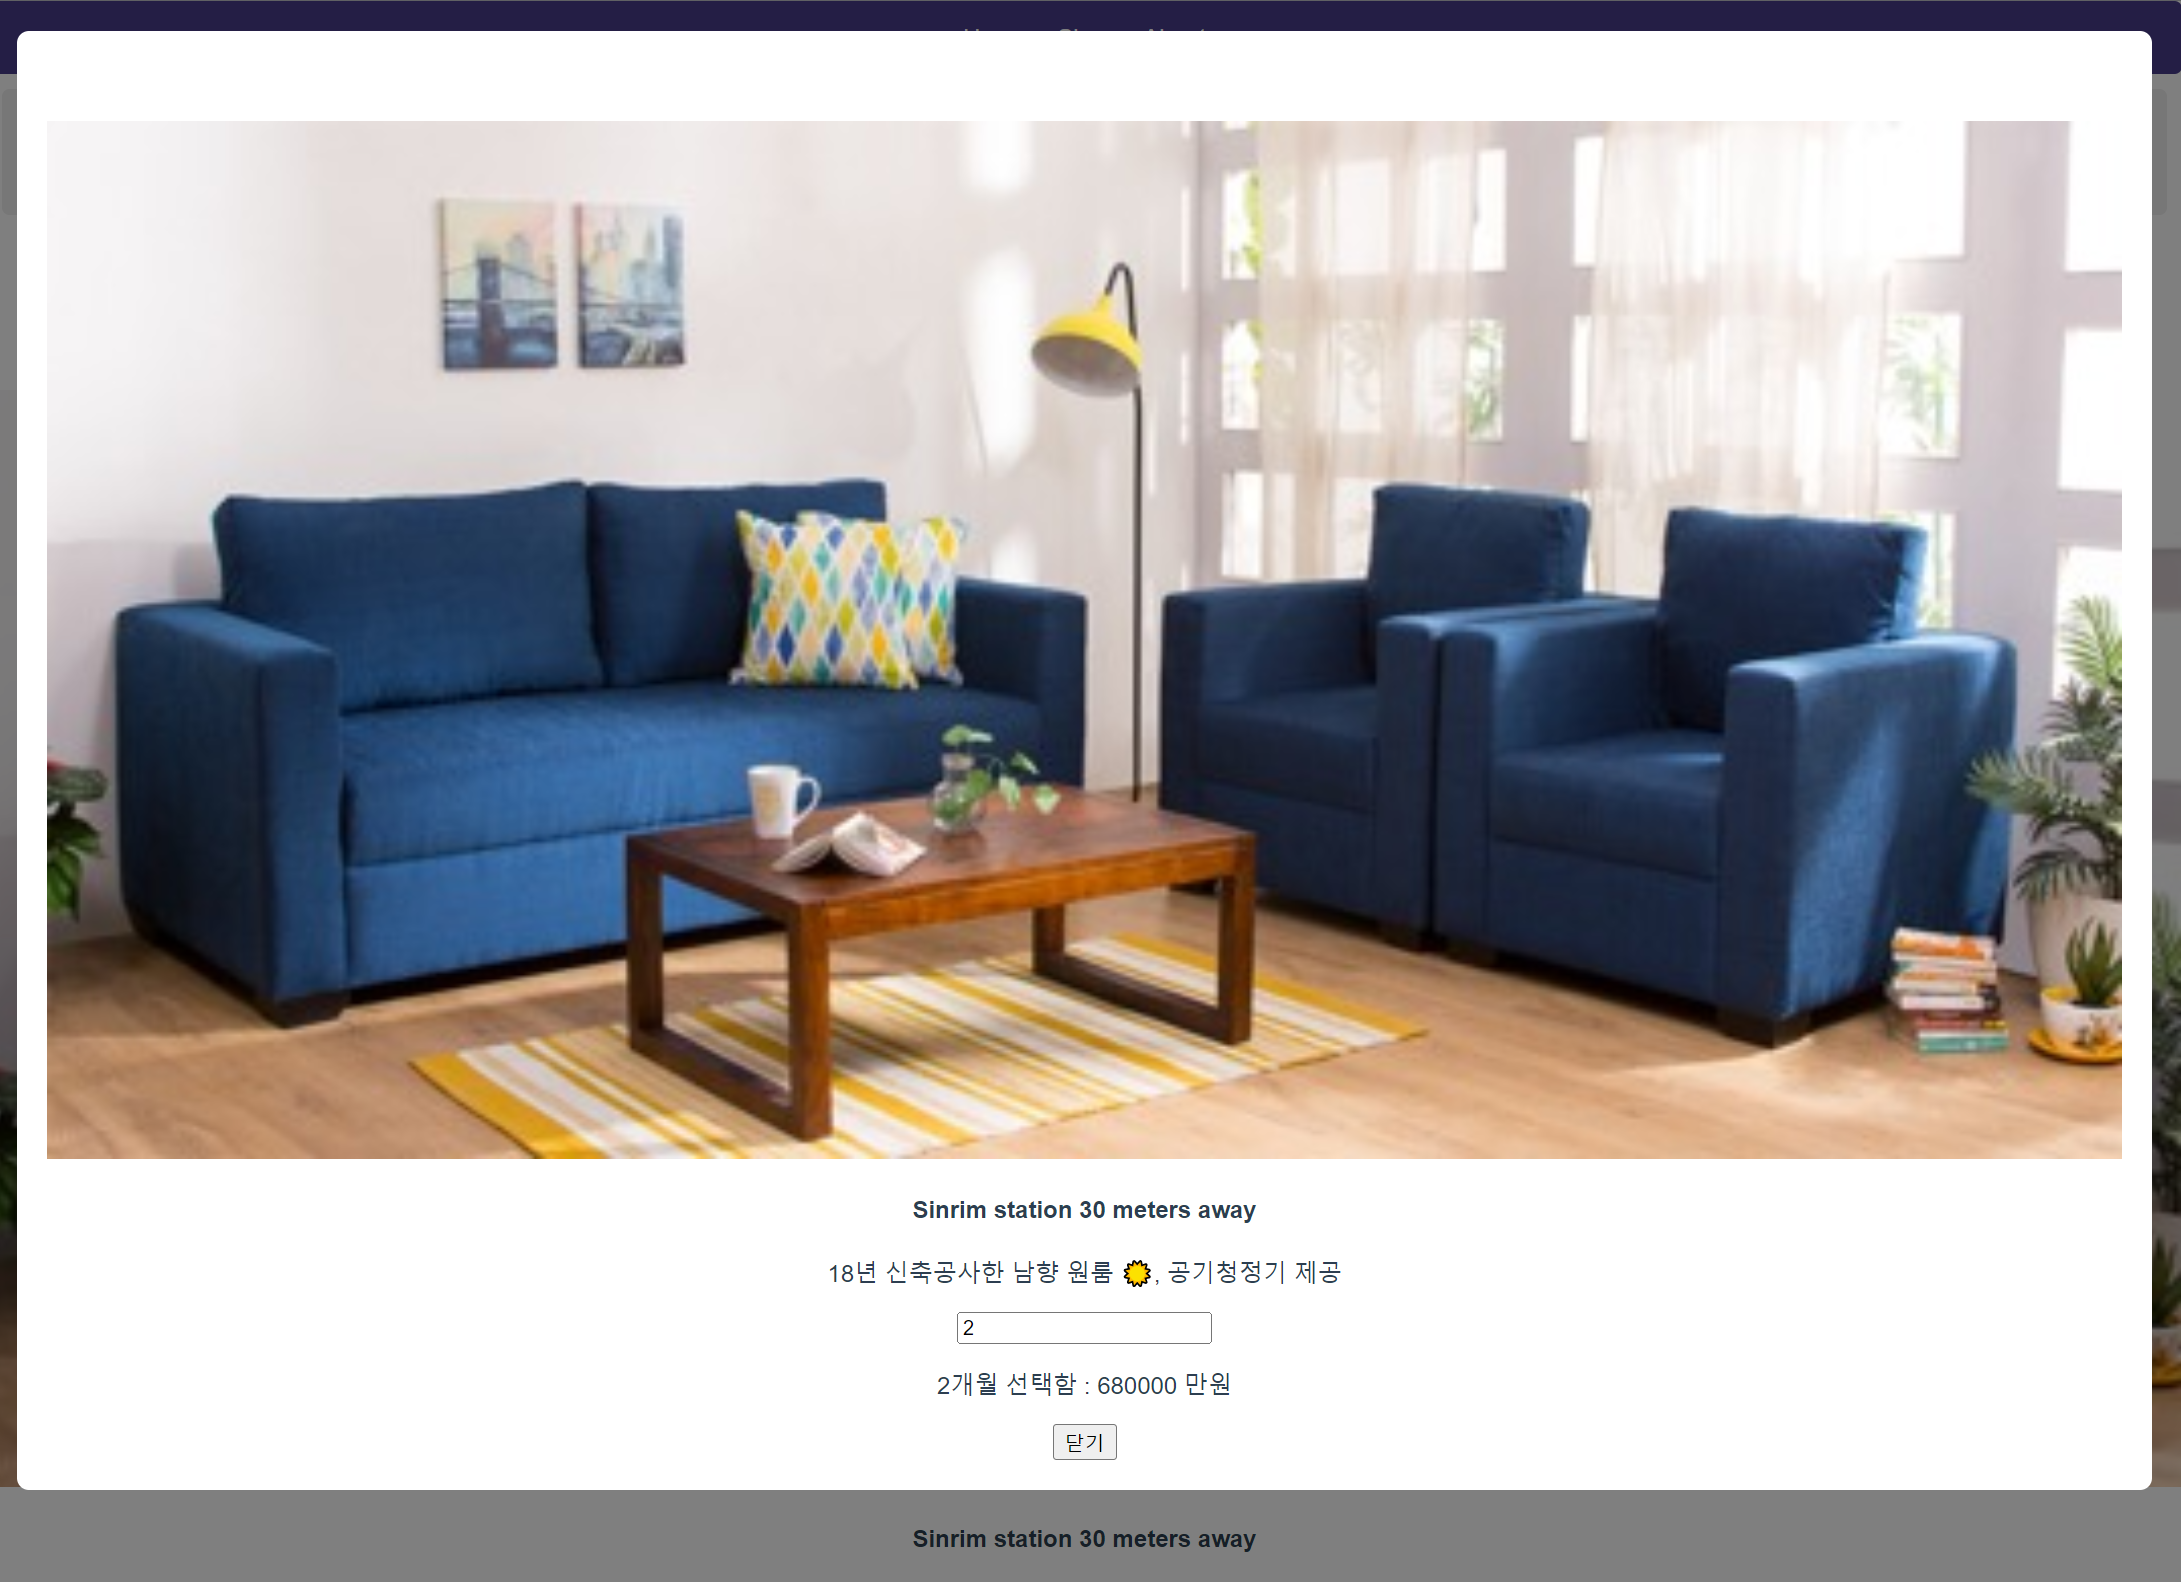 Sinrim station 30 meters away
18년 신축공사한 남향 원룸 , 공기청정기 제공
2
2개월 선택함 : 680000 만원
닫기
Sinrim station 30 meters away